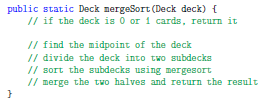 public static Deck mergeSort(Deck deck) {
// if the deck is 0 or 1 cards, return it
// find the midpoint of the deck
// divide the deck into two subdecks
// sort the subdecks using mergesort
// merge the two halves and return the result
}